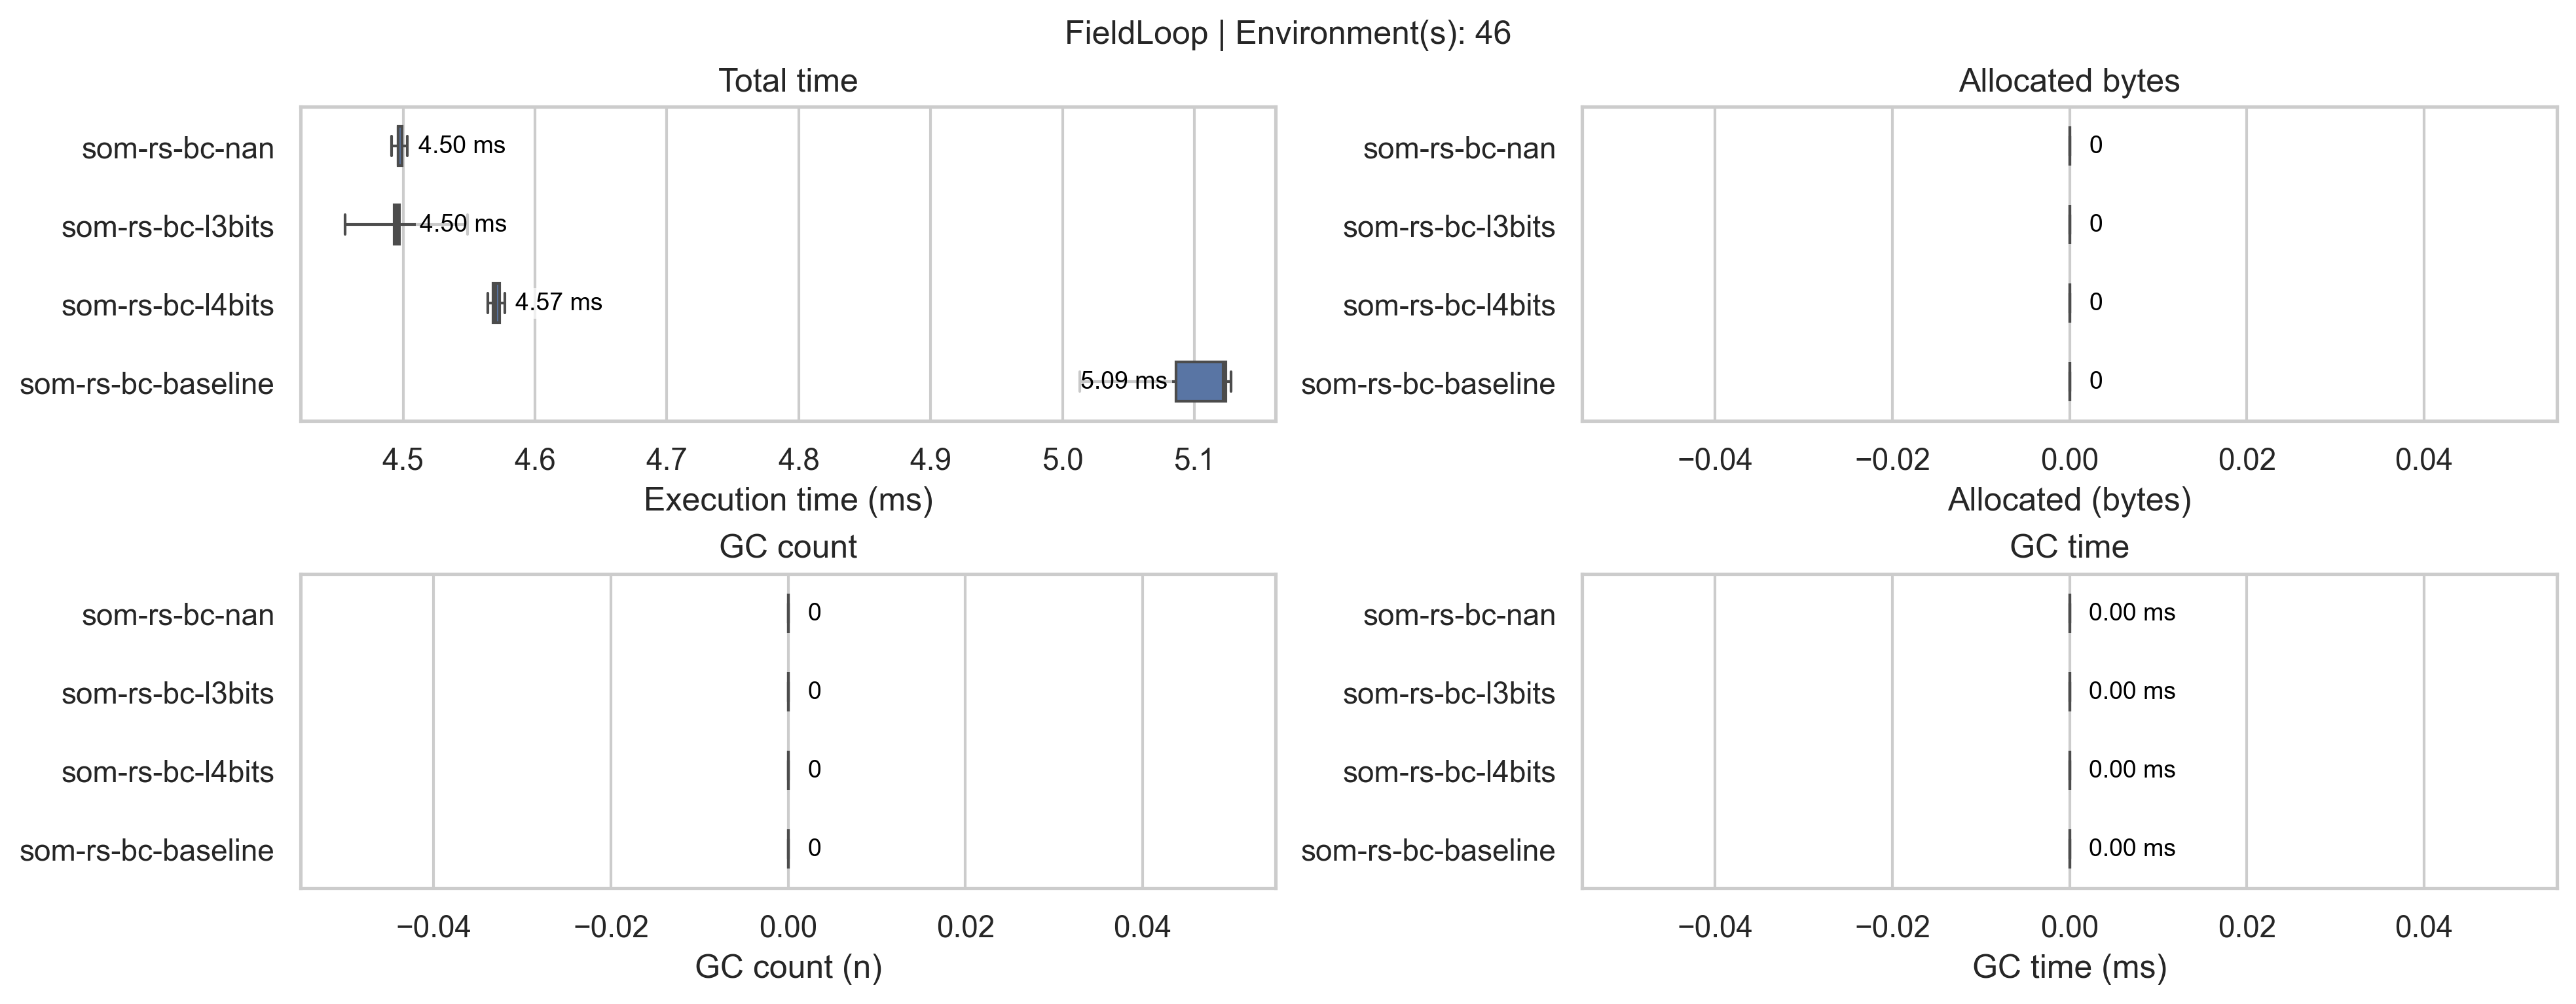 FieldLoop | Environment(s): 46
Total time
som-rs-bc-nan
4.50 ms
som-rs-bc-l3bits
4.50 ms
som-rs-bc-l4bits
4.57 ms
som-rs-bc-baseline
5.09 ms
4.5 4.6 4.7 4.8 4.9 5.0 5.1
Execution time (ms)
Allocated bytes
som-rs-bc-nan
0
som-rs-bc-l3bits
0
som-rs-bc-l4bits
0
som-rs-bc-baseline
0
−0.04 −0.02 0.00 0.02 0.04
Allocated (bytes)
GC count
som-rs-bc-nan
0
som-rs-bc-l3bits
0
som-rs-bc-l4bits
0
som-rs-bc-baseline
0
−0.04 −0.02 0.00 0.02 0.04
GC count (n)
GC time
som-rs-bc-nan
0.00 ms
som-rs-bc-l3bits
0.00 ms
som-rs-bc-l4bits
0.00 ms
som-rs-bc-baseline
0.00 ms
−0.04 −0.02 0.00 0.02 0.04
GC time (ms)